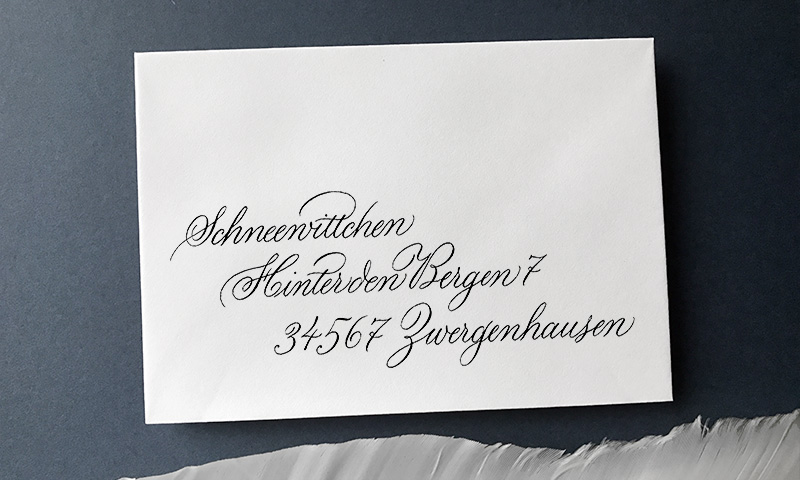 Schneewittchen
Hinter den Bergen 7
34567 Zwergenhausen